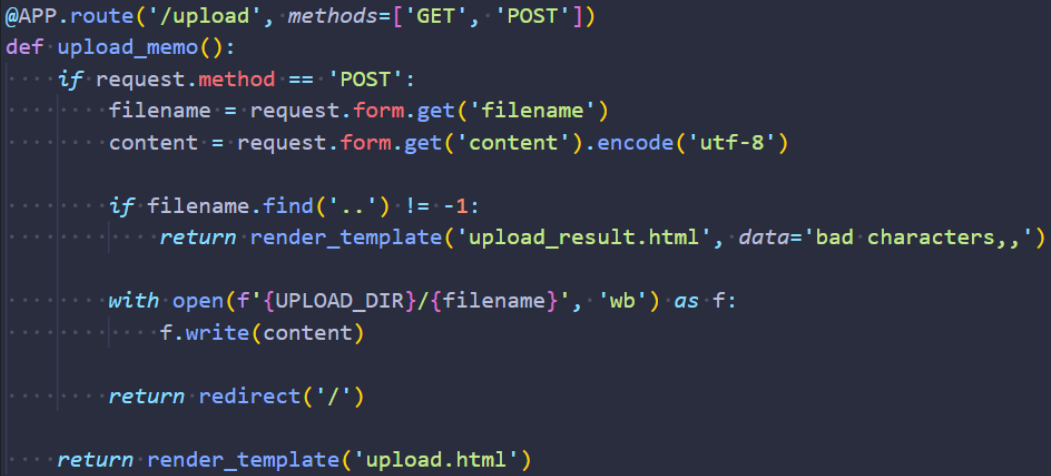 @APP.route('/upload', methods=['GET', 'POST'])
def upload_memo():
    if request.method == 'POST':
        filename = request.form.get('filename')
        content = request.form.get('content').encode('utf-8')

        if filename.find('..') != -1:
            return render_template('upload_result.html', data='bad characters,,')

        with open(f'{UPLOAD_DIR}/{filename}', 'wb') as f:
            f.write(content)

        return redirect('/')

    return render_template('upload.html')